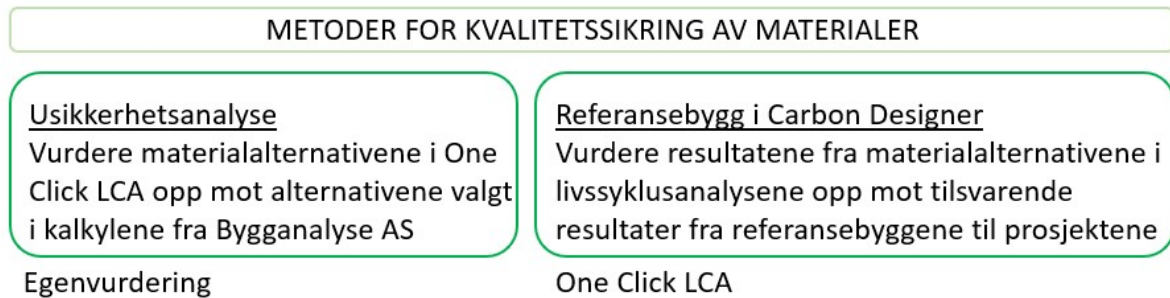 METODER FOR KVALITETSSIKRING AV MATERIALER
Usikkerhetsanalyse
Vurdere materialalternativene i One
Click LCA opp mot alternativene valgt
i kalkylene fra Bygganalyse AS
Egenvurdering
Referansebygg i Carbon Designer
Vurdere resultatene fra materialalternativene i
livssyklusanalysene opp mot tilsvarende
resultater fra referansebyggene til prosjektene
One Click LCA